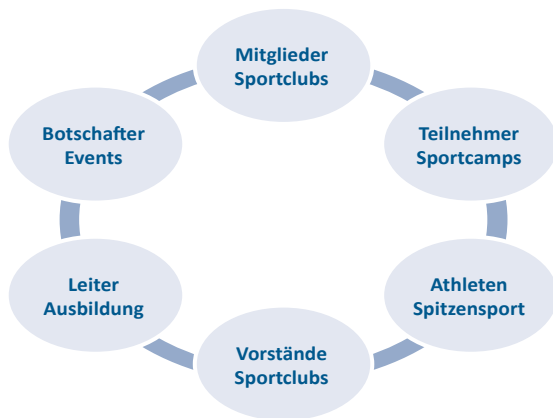 Mitglieder
Sportclubs
Teilnehmer
Sportcamps
Athleten
Spitzensport
Vorstände
Sportclubs
Leiter
Ausbildung
Botschafter
Events